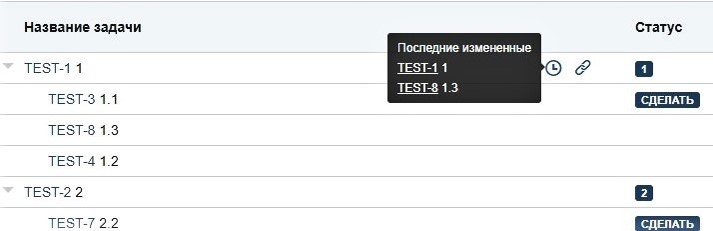 Название задачи Статус
Последние измененные
TEST-1 1
TEST-8 1.3
TEST-1 1 1
TEST-3 1.1 СДЕЛАТЬ
TEST-8 1.3
TEST-4 1.2
TEST-2 2 2
TEST-7 2.2 СДЕЛАТЬ